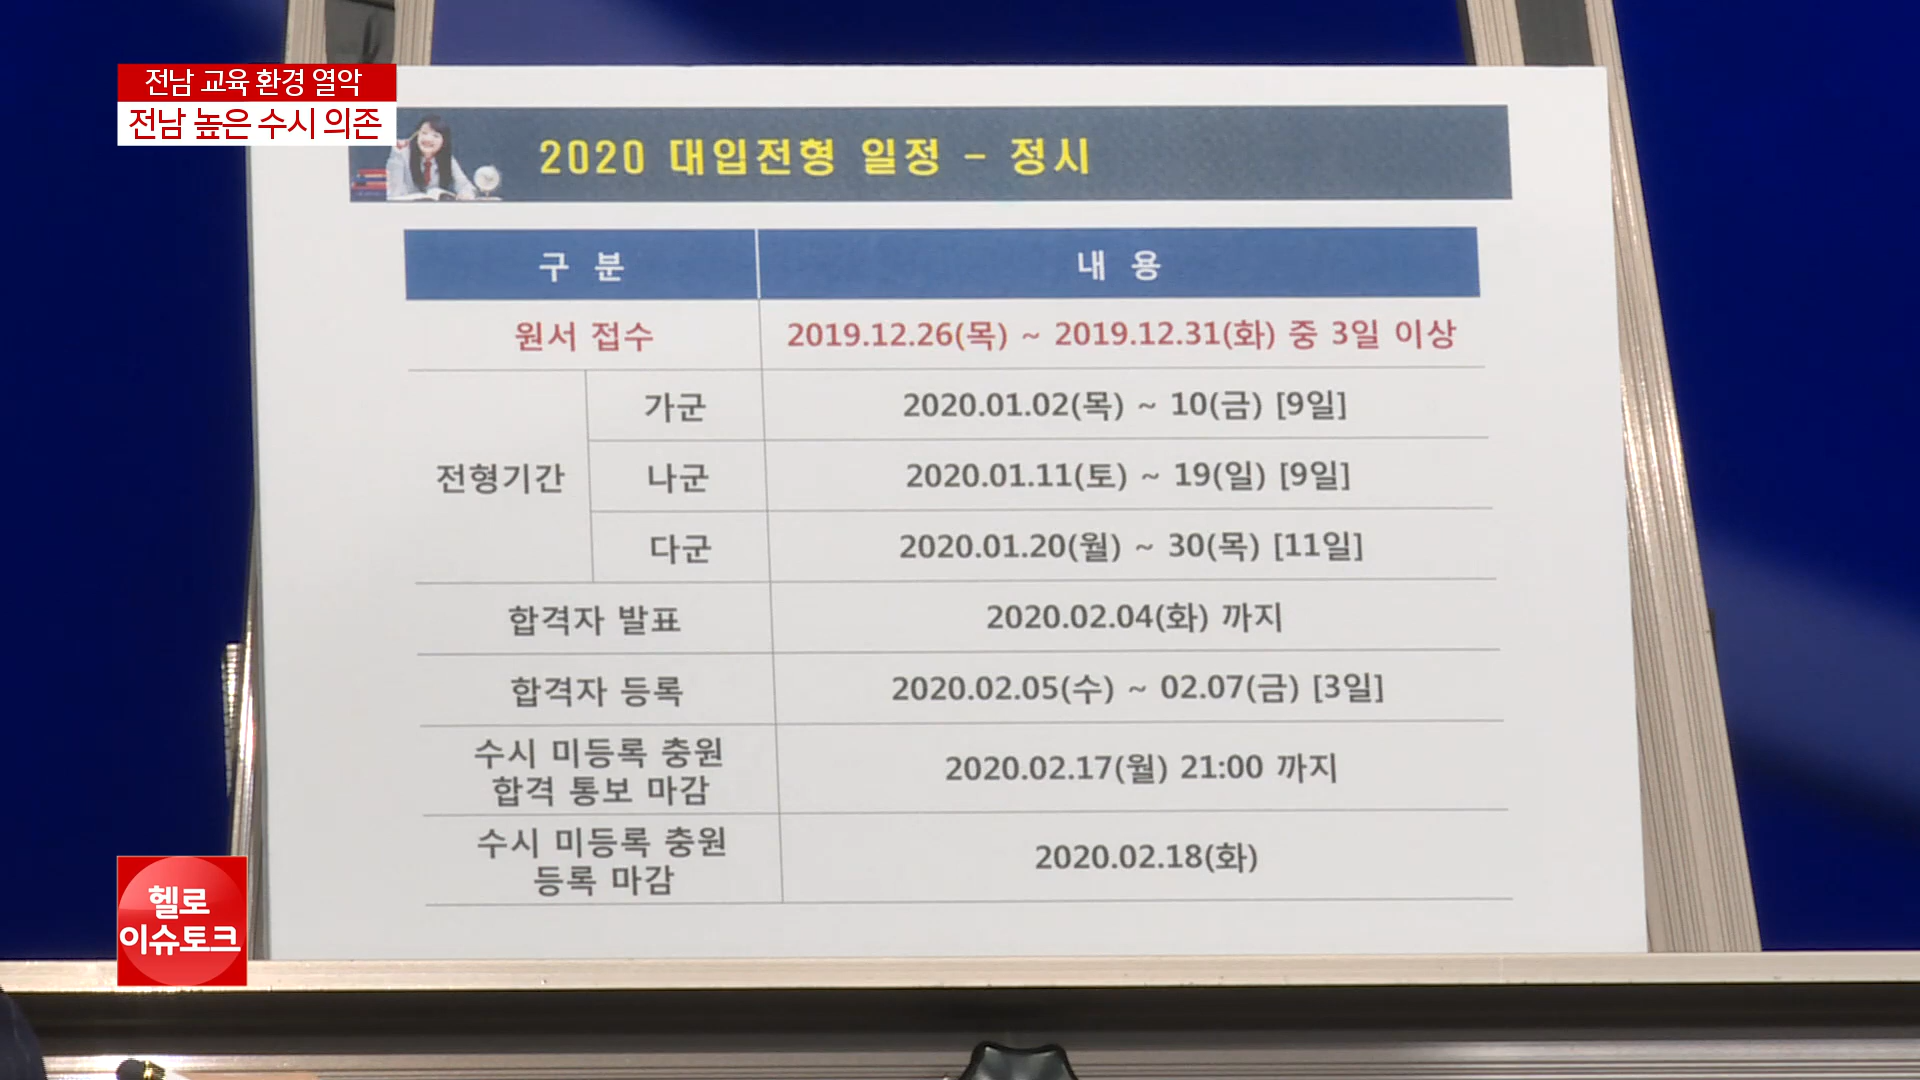 전남 교육 환경 열악
전남 높은 수시 의존
2020 대입전형 일정 - 정시
구 분 내 용
원서 접수 2019.12.26(목) ~ 2019.12.31(화) 중 3일 이상
전형기간
가군 2020.01.02(목) ~ 10(금) [9일]
나군 2020.01.11(토) ~ 19(일) [9일]
다군 2020.01.20(월) ~ 30(목) [11일]
합격자 발표 2020.02.04(화) 까지
합격자 등록 2020.02.05(수) ~ 02.07(금) [3일]
수시 미등록 충원
합격 통보 마감
2020.02.17(월) 21:00 까지
수시 미등록 충원
등록 마감
2020.02.18(화)
헬로
이슈토크